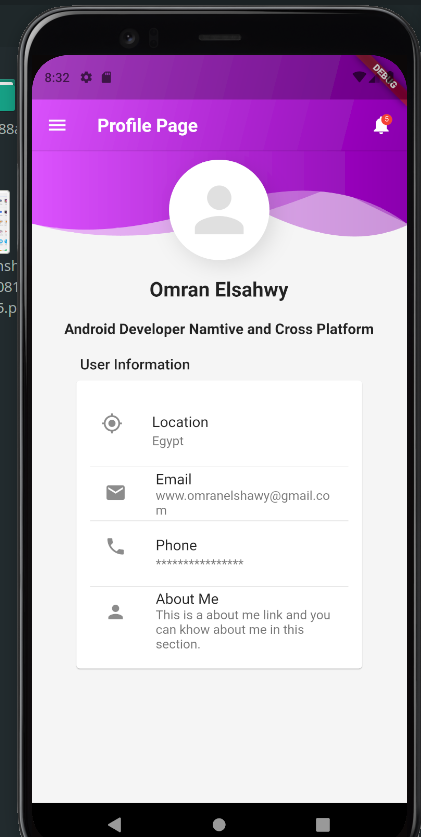 8:32
DEBUG
Profile Page
5
Omran Elsahwy
Android Developer Namtive and Cross Platform
User Information
Location
Egypt
Email
www.omranelshawy@gmail.co
m
Phone
****************
About Me
This is a about me link and you
can khow about me in this
section.